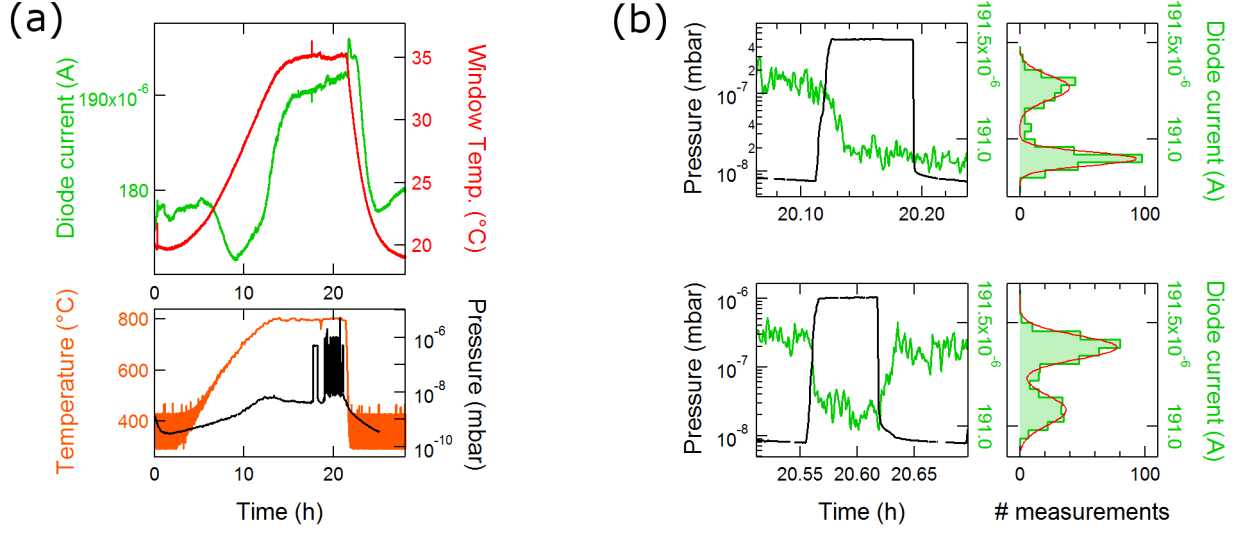 (a)
Diode current (A)
190x10⁻⁶
180
35
30
25
20
Window Temp. (°C)
0
10
20
Temperature (°C)
800
600
400
10⁻⁶
10⁻⁸
10⁻¹⁰
Pressure (mbar)
0
10
20
Time (h)
(b)
Pressure (mbar)
4
2
10⁻⁷
4
2
10⁻⁸
20.10
20.20
191.5x10⁻⁶
191.0
0
100
191.5x10⁻⁶
191.0
Diode current (A)
Pressure (mbar)
10⁻⁶
10⁻⁷
10⁻⁸
20.55
20.60
20.65
Time (h)
191.5x10⁻⁶
191.0
0
100
# measurements
191.5x10⁻⁶
191.0
Diode current (A)